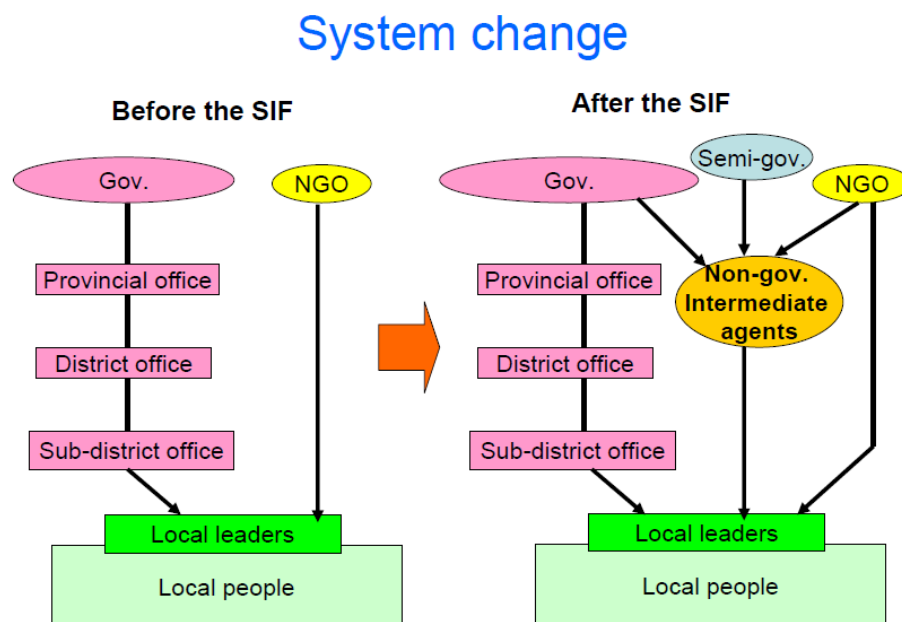 System change
Before the SIF
Gov.
NGO
Provincial office
District office
Sub-district office
Local leaders
Local people
After the SIF
Semi-gov.
Gov.
NGO
Provincial office
Non-gov.
Intermediate
agents
District office
Sub-district office
Local leaders
Local people